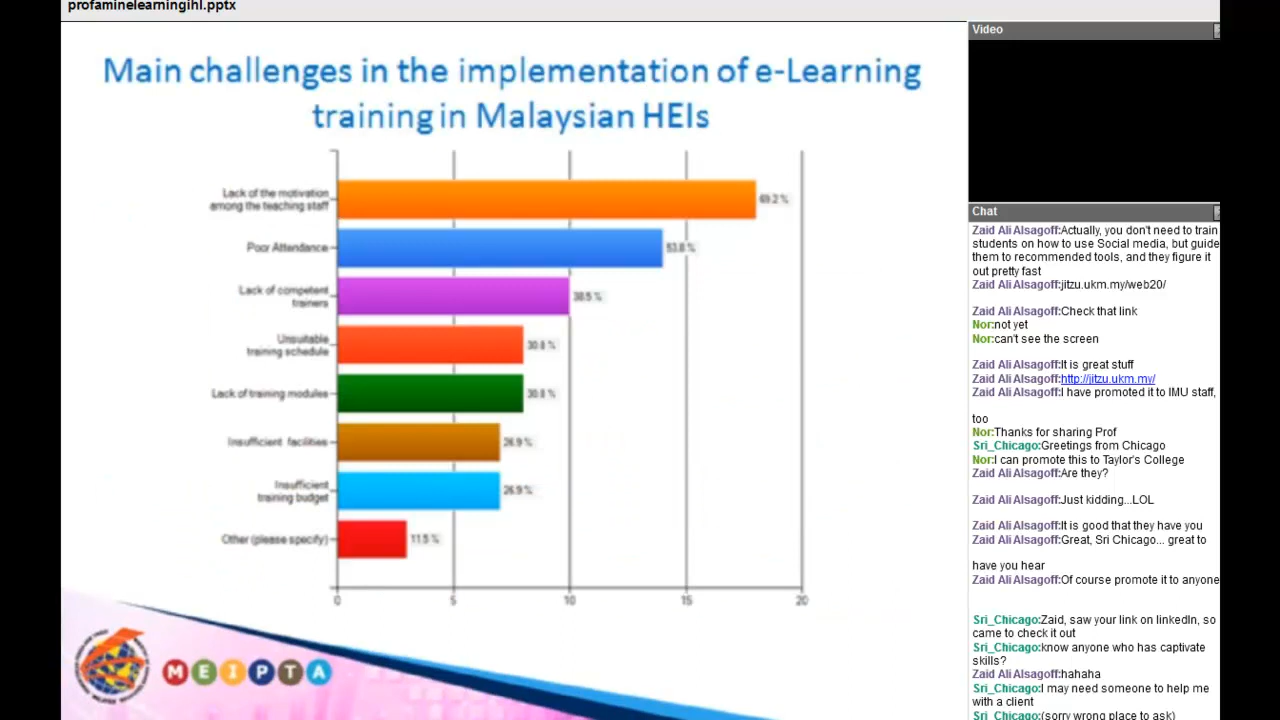 profaminelearningihl.pptx
Main challenges in the implementation of e-Learning
training in Malaysian HEIs
Lack of the motivation
among the teaching staff
69.2 %
Poor Attendance
53.8 %
Lack of competent
trainers
38.5 %
Unsuitable
training schedule
30.8 %
Lack of training modules
30.8 %
Insufficient facilities
26.9 %
Insufficient
training budget
26.9 %
Other (please specify)
11.5 %
0 5 10 15 20
MEIPTA
Video
Chat
Zaid Ali Alsagoff:Actually, you don't need to train
students on how to use Social media, but guide
them to recommended tools, and they figure it
out pretty fast
Zaid Ali Alsagoff:jitzu.ukm.my/web20/
Zaid Ali Alsagoff:Check that link
Nor:not yet
Nor:can't see the screen
Zaid Ali Alsagoff:It is great stuff
Zaid Ali Alsagoff:http://jitzu.ukm.my/
Zaid Ali Alsagoff:I have promoted it to IMU staff,
too
Nor:Thanks for sharing Prof
Sri_Chicago:Greetings from Chicago
Nor:I can promote this to Taylor's College
Zaid Ali Alsagoff:Are they?
Zaid Ali Alsagoff:Just kidding...LOL
Zaid Ali Alsagoff:It is good that they have you
Zaid Ali Alsagoff:Great, Sri Chicago... great to
have you hear
Zaid Ali Alsagoff:Of course promote it to anyone
Sri_Chicago:Zaid, saw your link on linkedIn, so
came to check it out
Sri_Chicago:know anyone who has captivate
skills?
Zaid Ali Alsagoff:hahaha
Sri_Chicago:I may need someone to help me
with a client
Sri_Chicago:(sorry wrong place to ask)